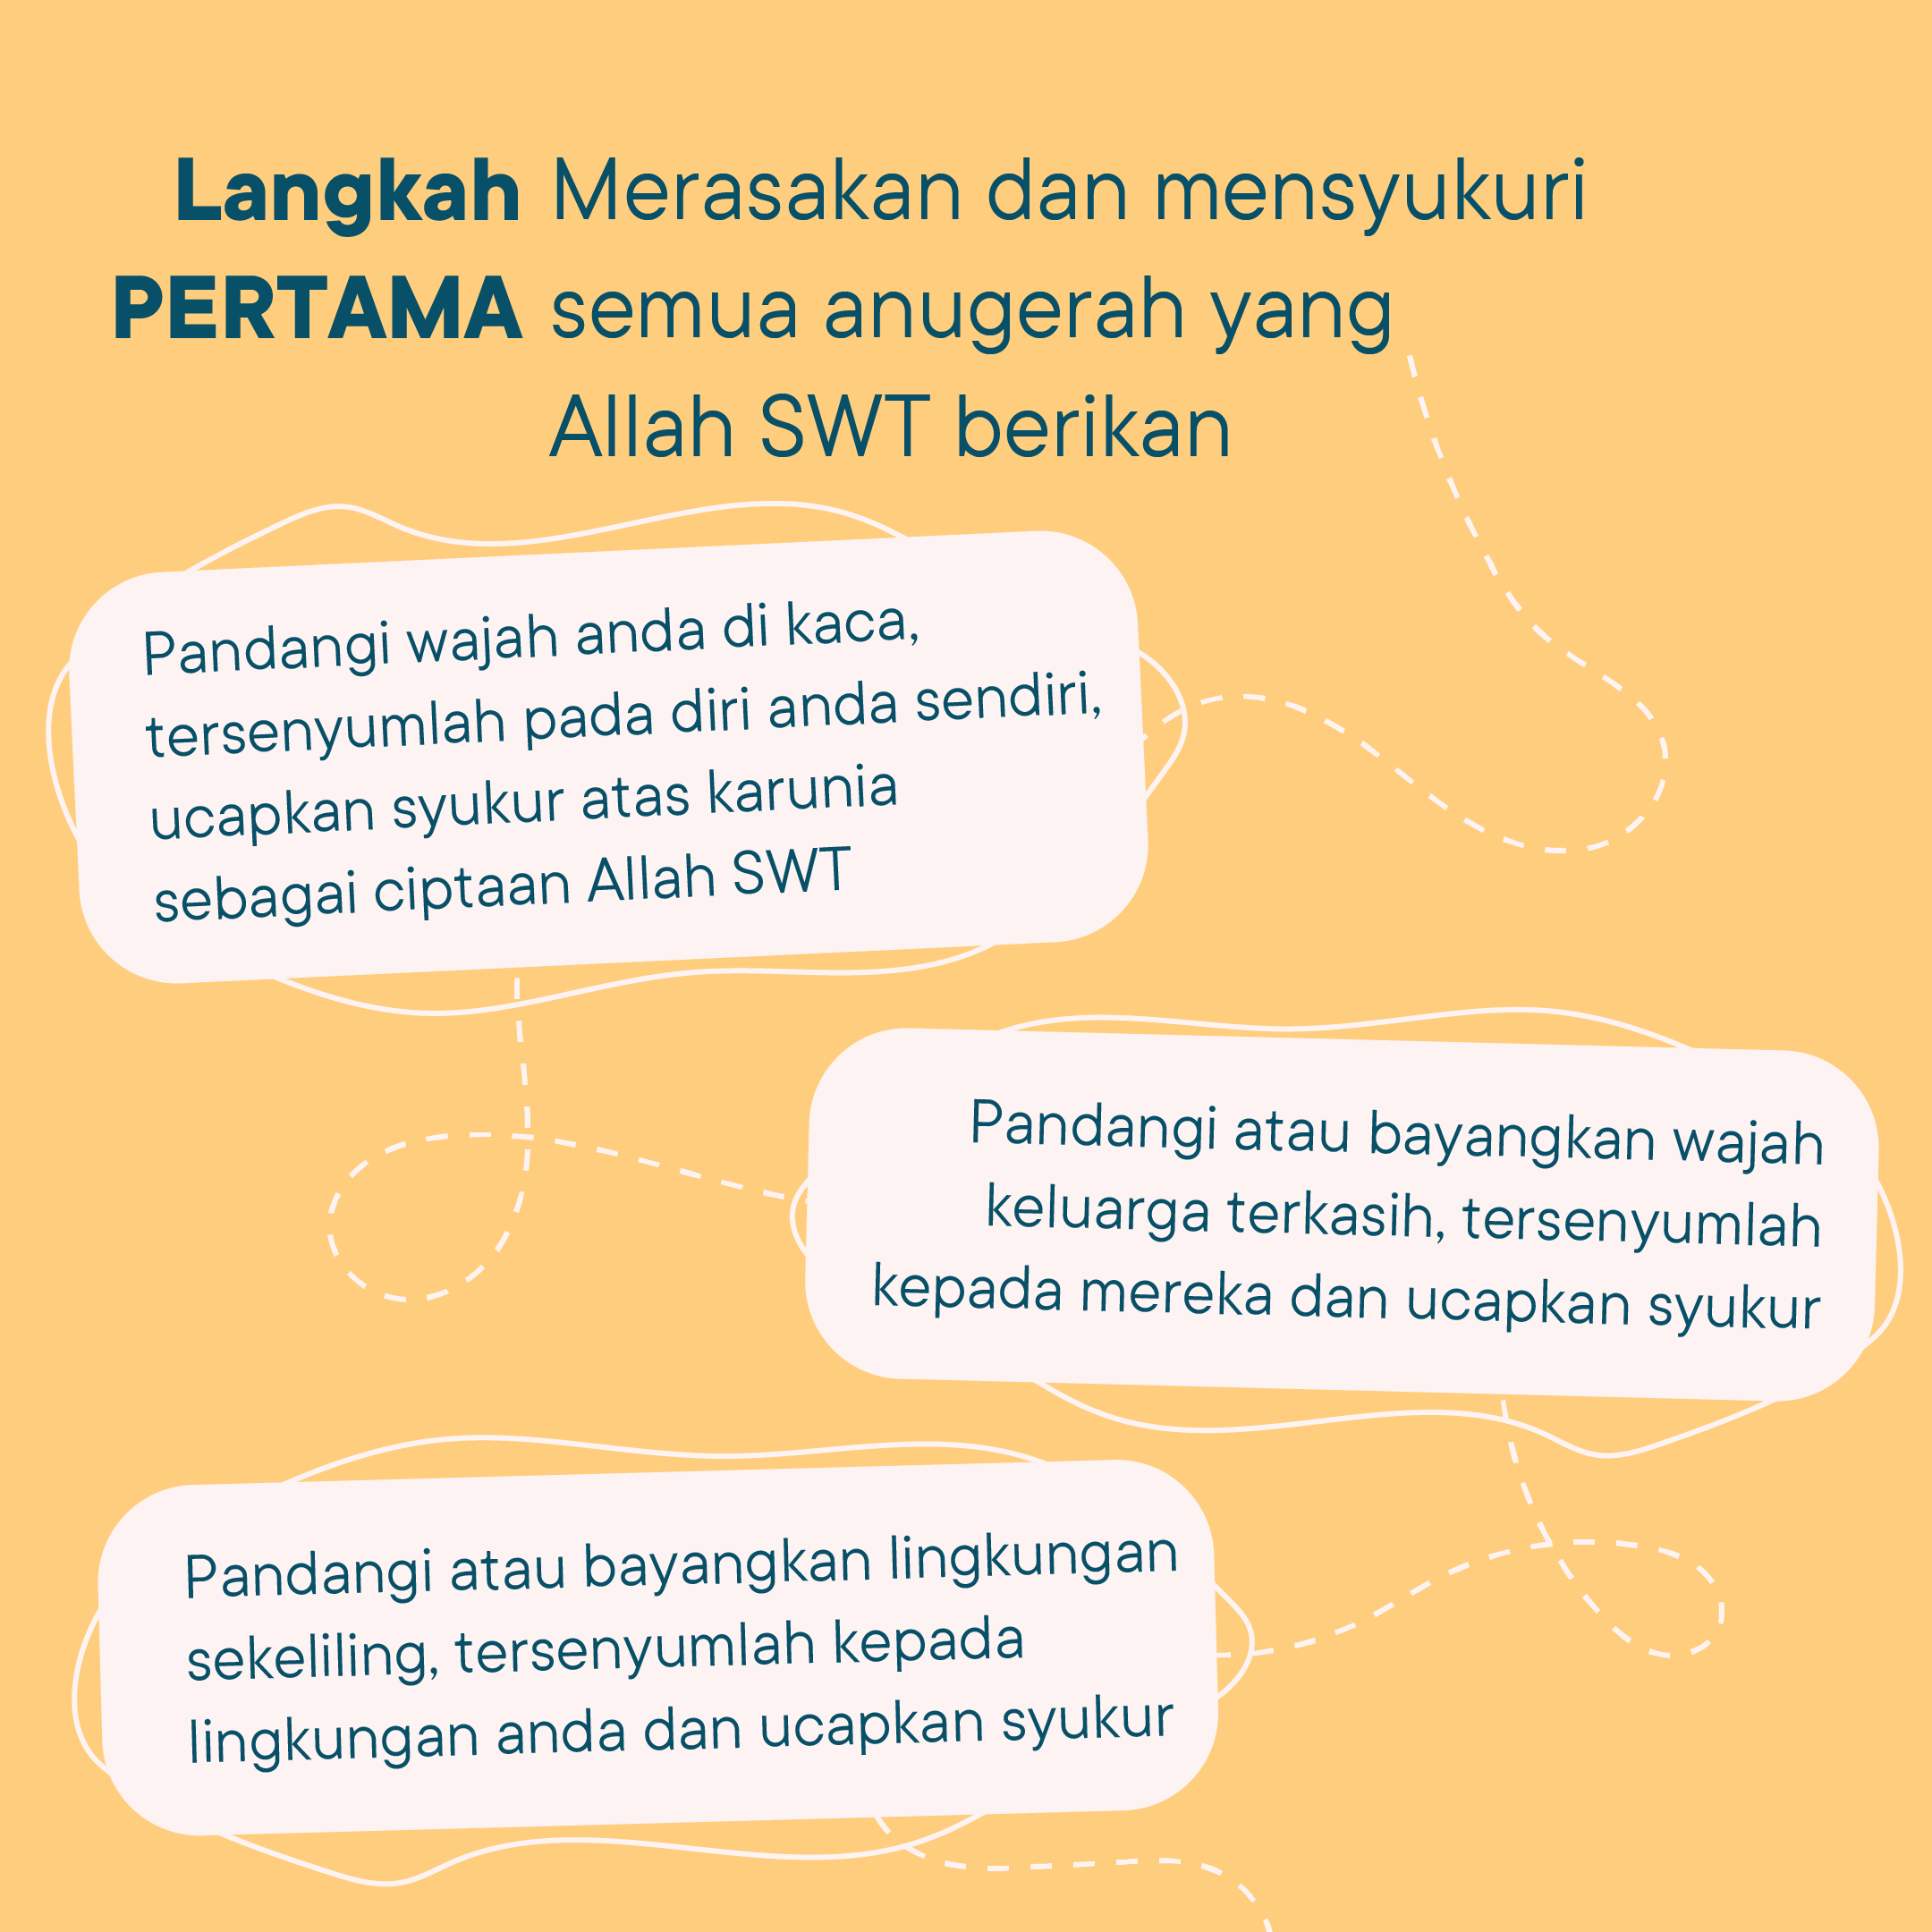 Langkah Merasakan dan mensyukuri
PERTAMA semua anugerah yang
Allah SWT berikan
Pandangi wajah anda di kaca,
tersenyumlah pada diri anda sendiri,
ucapkan syukur atas karunia
sebagai ciptaan Allah SWT
Pandangi atau bayangkan wajah
keluarga terkasih, tersenyumlah
kepada mereka dan ucapkan syukur
Pandangi atau bayangkan lingkungan
sekeliling, tersenyumlah kepada
lingkungan anda dan ucapkan syukur